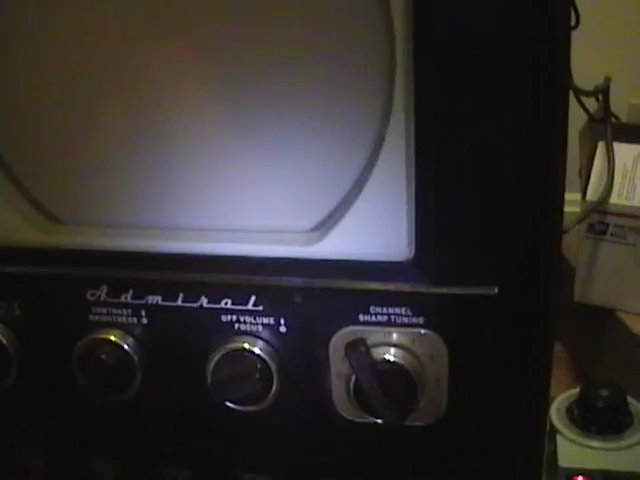 Admiral
CONTRAST
BRIGHTNESS
OFF VOLUME
FOCUS
CHANNEL
SHARP TUNING